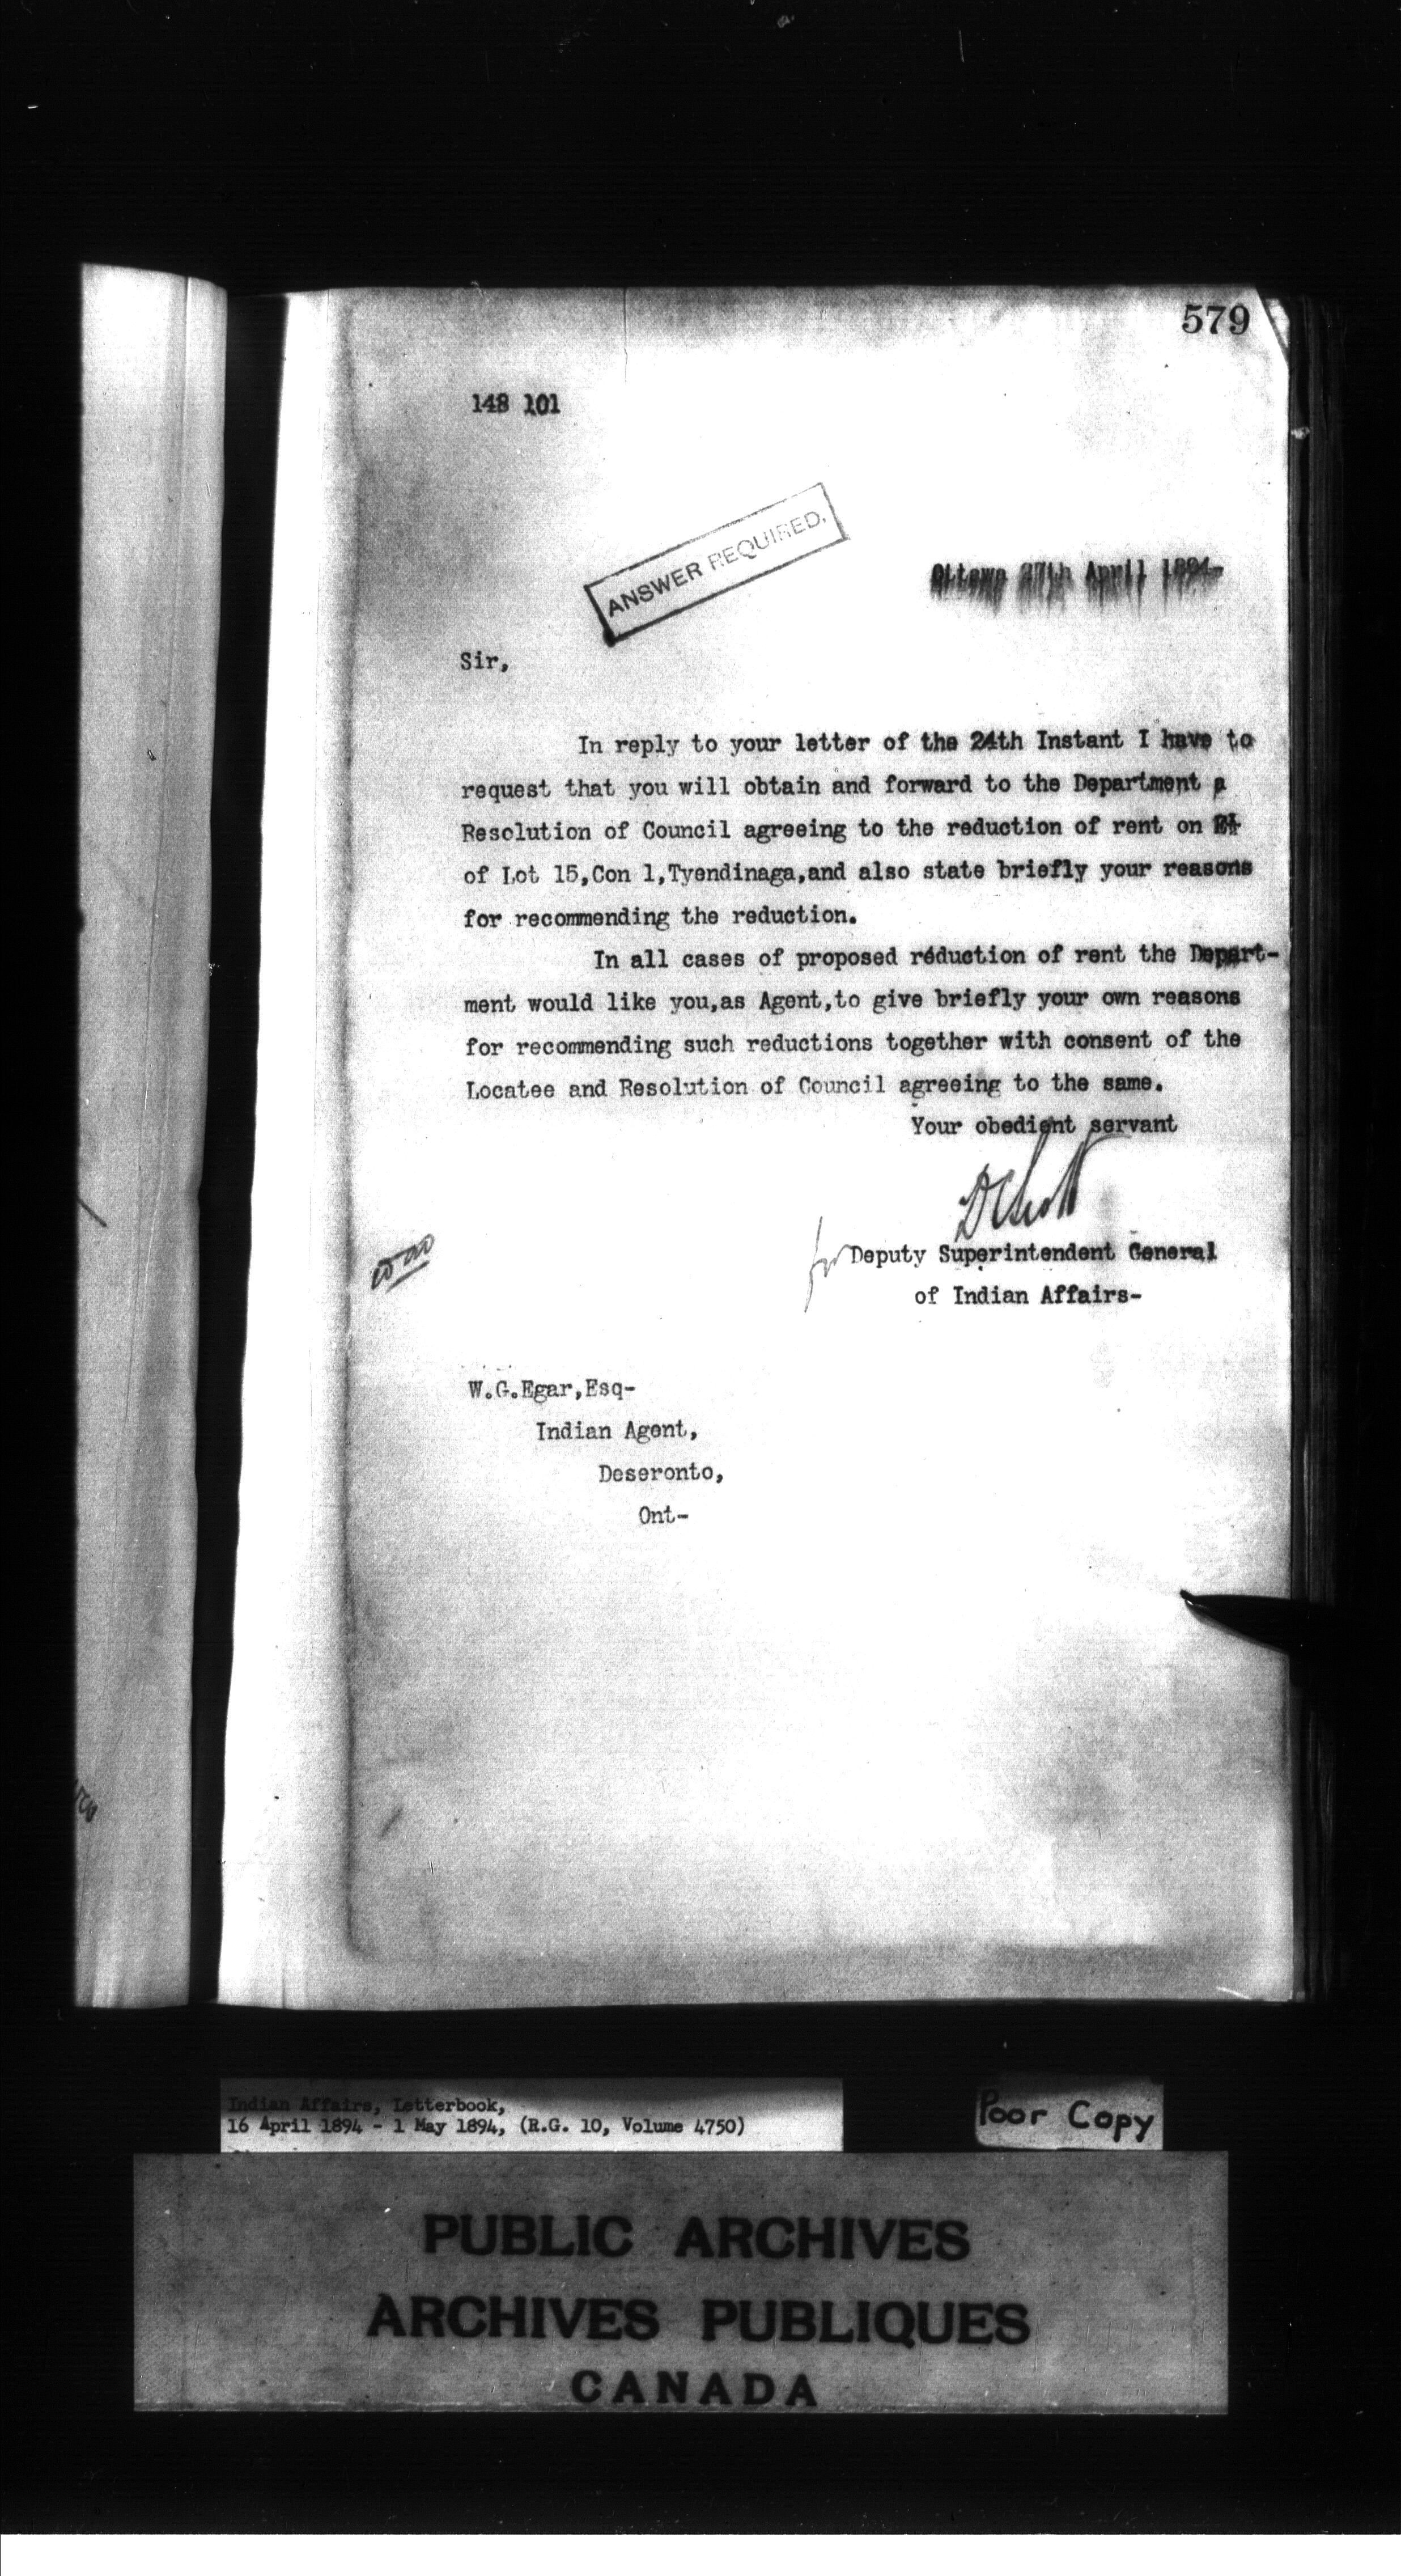 579
148 101
ANSWER REQUIRED.
Ottawa 27th April 1894-
Sir,
In reply to your letter of the 24th Instant I have to
request that you will obtain and forward to the Department a
Resolution of Council agreeing to the reduction of rent on
of Lot 15,Con 1,Tyendinaga,and also state briefly your reasons
for recommending the reduction.
In all cases of proposed reduction of rent the Depart-
ment would like you,as Agent,to give briefly your own reasons
for recommending such reductions together with consent of the
Locatee and Resolution of Council agreeing to the same.
Your obedient servant
D C Scott
for Deputy Superintendent General
of Indian Affairs-
W.G.Egar,Esq-
Indian Agent,
Deseronto,
Ont-
Indian Affairs, Letterbook,
16 April 1894 - 1 May 1894, (R.G. 10, Volume 4750)
Poor Copy
PUBLIC ARCHIVES
ARCHIVES PUBLIQUES
CANADA